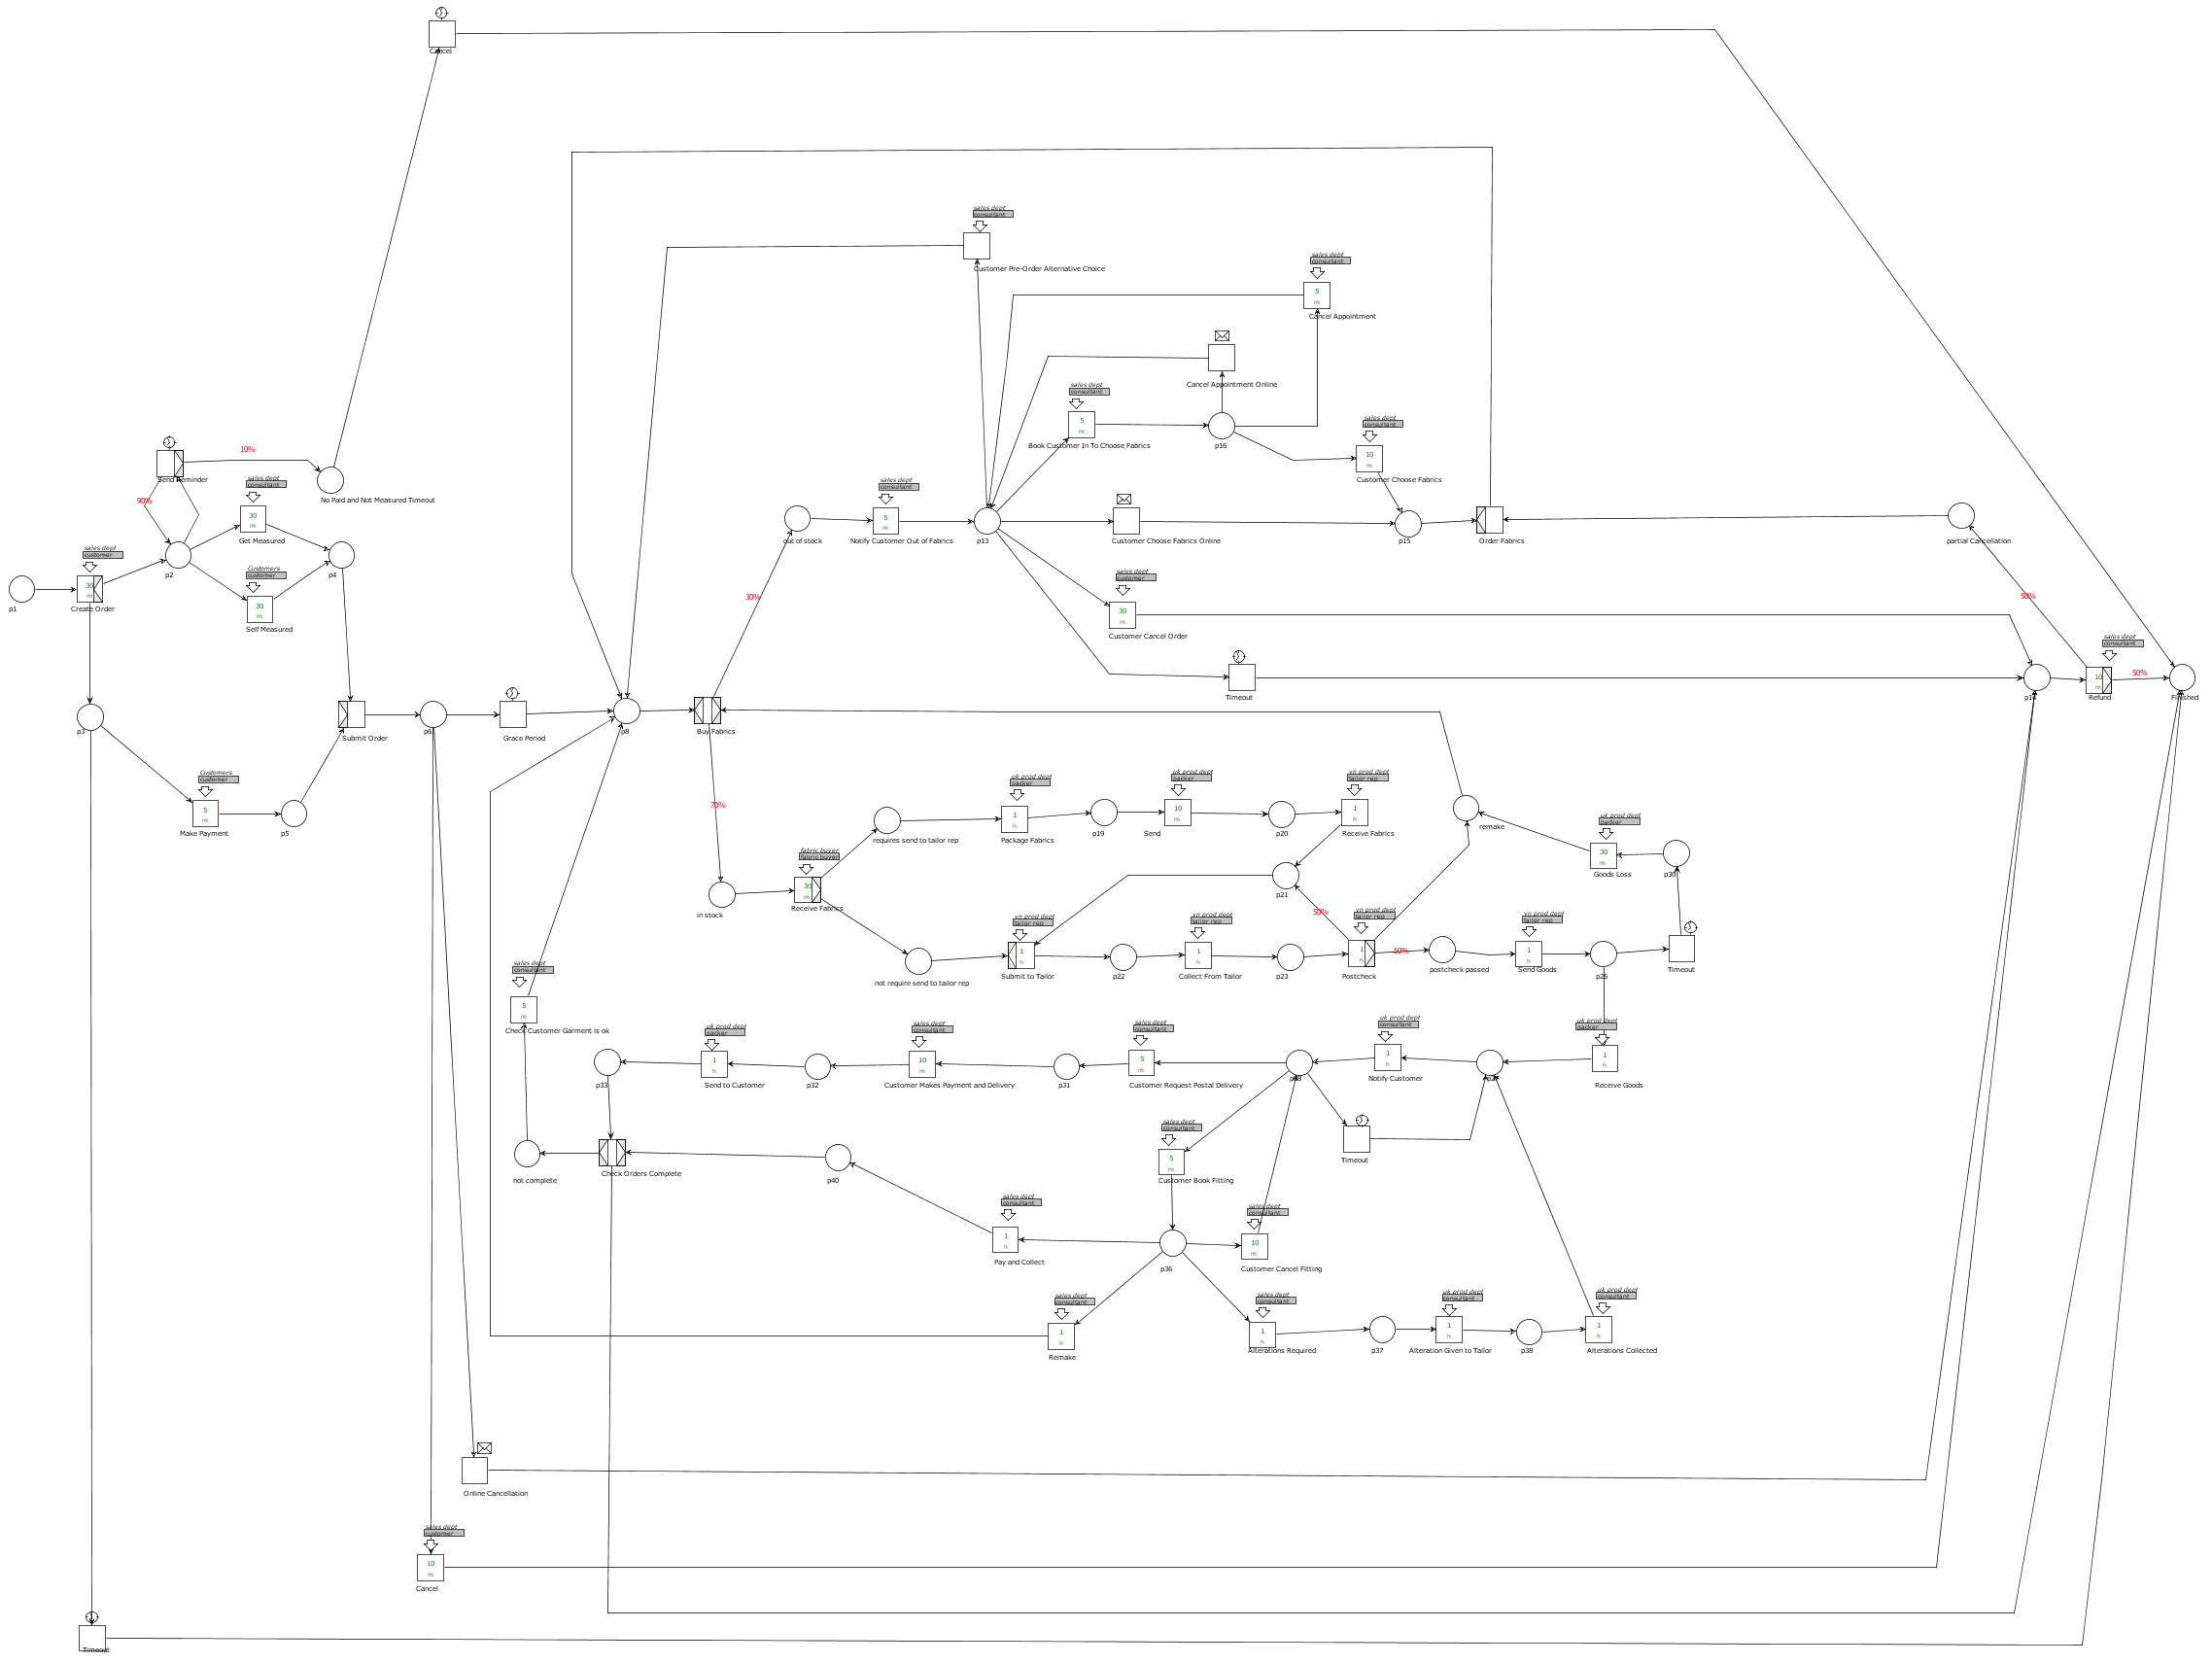 Cancel
sales dept
consultant
Customer Pre-Order Alternative Choice
sales dept
consultant
5
m
Cancel Appointment
Cancel Appointment Online
sales dept
consultant
5
m
Book Customer In To Choose Fabrics
p16
sales dept
consultant
10
m
Customer Choose Fabrics
10%
Send Reminder
No Paid and Not Measured Timeout
90%
sales dept
consultant
30
m
Get Measured
sales dept
customer
30
m
Create Order
p1
p2
Customers
customer
30
m
Self Measured
p4
out of stock
sales dept
consultant
5
m
Notify Customer Out of Fabrics
p13
Customer Choose Fabrics Online
p15
Order Fabrics
partial Cancellation
30%
sales dept
customer
30
m
Customer Cancel Order
50%
sales dept
consultant
10
m
Refund
50%
Finished
p14
Timeout
p3
Submit Order
p6
Grace Period
p8
Buy Fabrics
Customers
customer
5
m
Make Payment
p5
70%
requires send to tailor rep
uk prod dept
packer
1
h
Package Fabrics
p19
uk prod dept
packer
10
m
Send
p20
vn prod dept
tailor rep
1
h
Receive Fabrics
remake
uk prod dept
packer
30
m
Goods Loss
p30
in stock
fabric buyer
fabric buyer
30
m
Receive Fabrics
p21
50%
not require send to tailor rep
vn prod dept
tailor rep
1
h
Submit to Tailor
p22
vn prod dept
tailor rep
1
h
Collect From Tailor
p23
vn prod dept
tailor rep
1
h
Postcheck
50%
postcheck passed
vn prod dept
tailor rep
1
h
Send Goods
Timeout
sales dept
consultant
5
m
Check Customer Garment is ok
p33
uk prod dept
packer
1
h
Send to Customer
p32
sales dept
consultant
10
m
Customer Makes Payment and Delivery
p31
sales dept
consultant
5
m
Customer Request Postal Delivery
uk prod dept
consultant
1
h
Notify Customer
uk prod dept
packer
1
h
Receive Goods
Timeout
not complete
Check Orders Complete
p40
sales dept
consultant
5
m
Customer Book Fitting
sales dept
consultant
1
h
Pay and Collect
p36
sales dept
consultant
10
m
Customer Cancel Fitting
sales dept
consultant
1
h
Remake
sales dept
consultant
1
h
Alterations Required
p37
uk prod dept
consultant
1
h
Alteration Given to Tailor
p38
uk prod dept
consultant
1
h
Alterations Collected
Online Cancellation
sales dept
customer
10
m
Cancel
Timeout